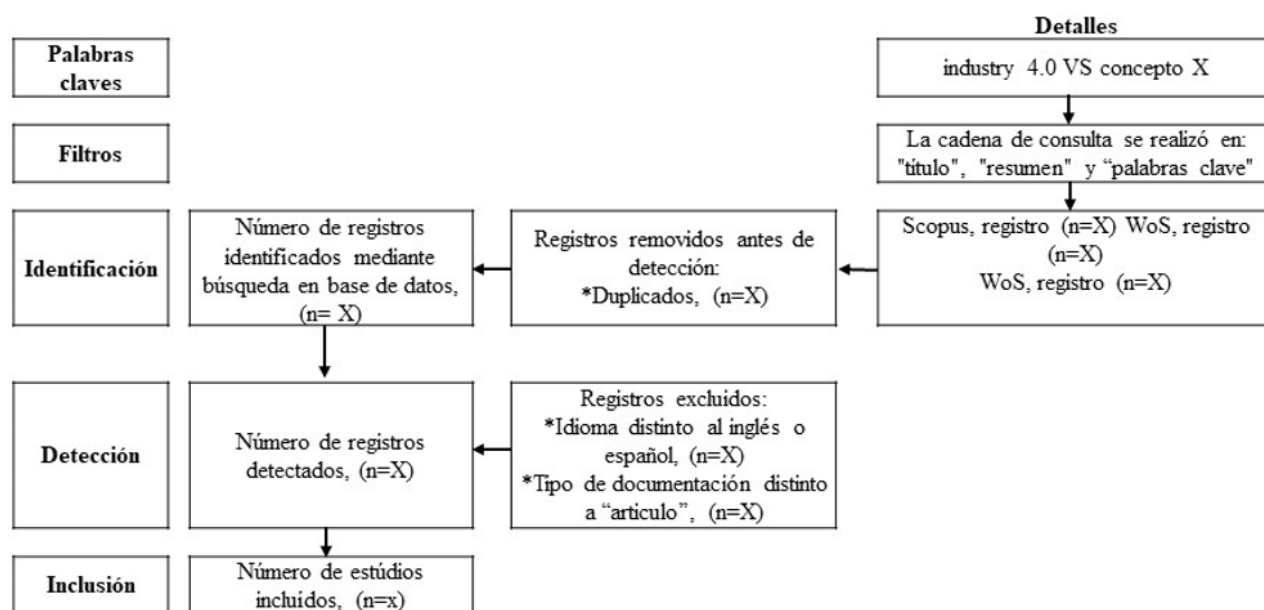 Detalles
Palabras
claves
industry 4.0 VS concepto X
Filtros
La cadena de consulta se realizó en:
"título", "resumen" y “palabras clave"
Identificación
Número de registros
identificados mediante
búsqueda en base de datos,
(n= X)
Registros removidos antes de
detección:
*Duplicados, (n=X)
Scopus, registro (n=X) WoS, registro
(n=X)
WoS, registro (n=X)
Detección
Número de registros
detectados, (n=X)
Registros excluidos:
*Idioma distinto al inglés o
español, (n=X)
*Tipo de documentación distinto
a “articulo”, (n=X)
Inclusión
Número de estúdios
incluídos, (n=x)